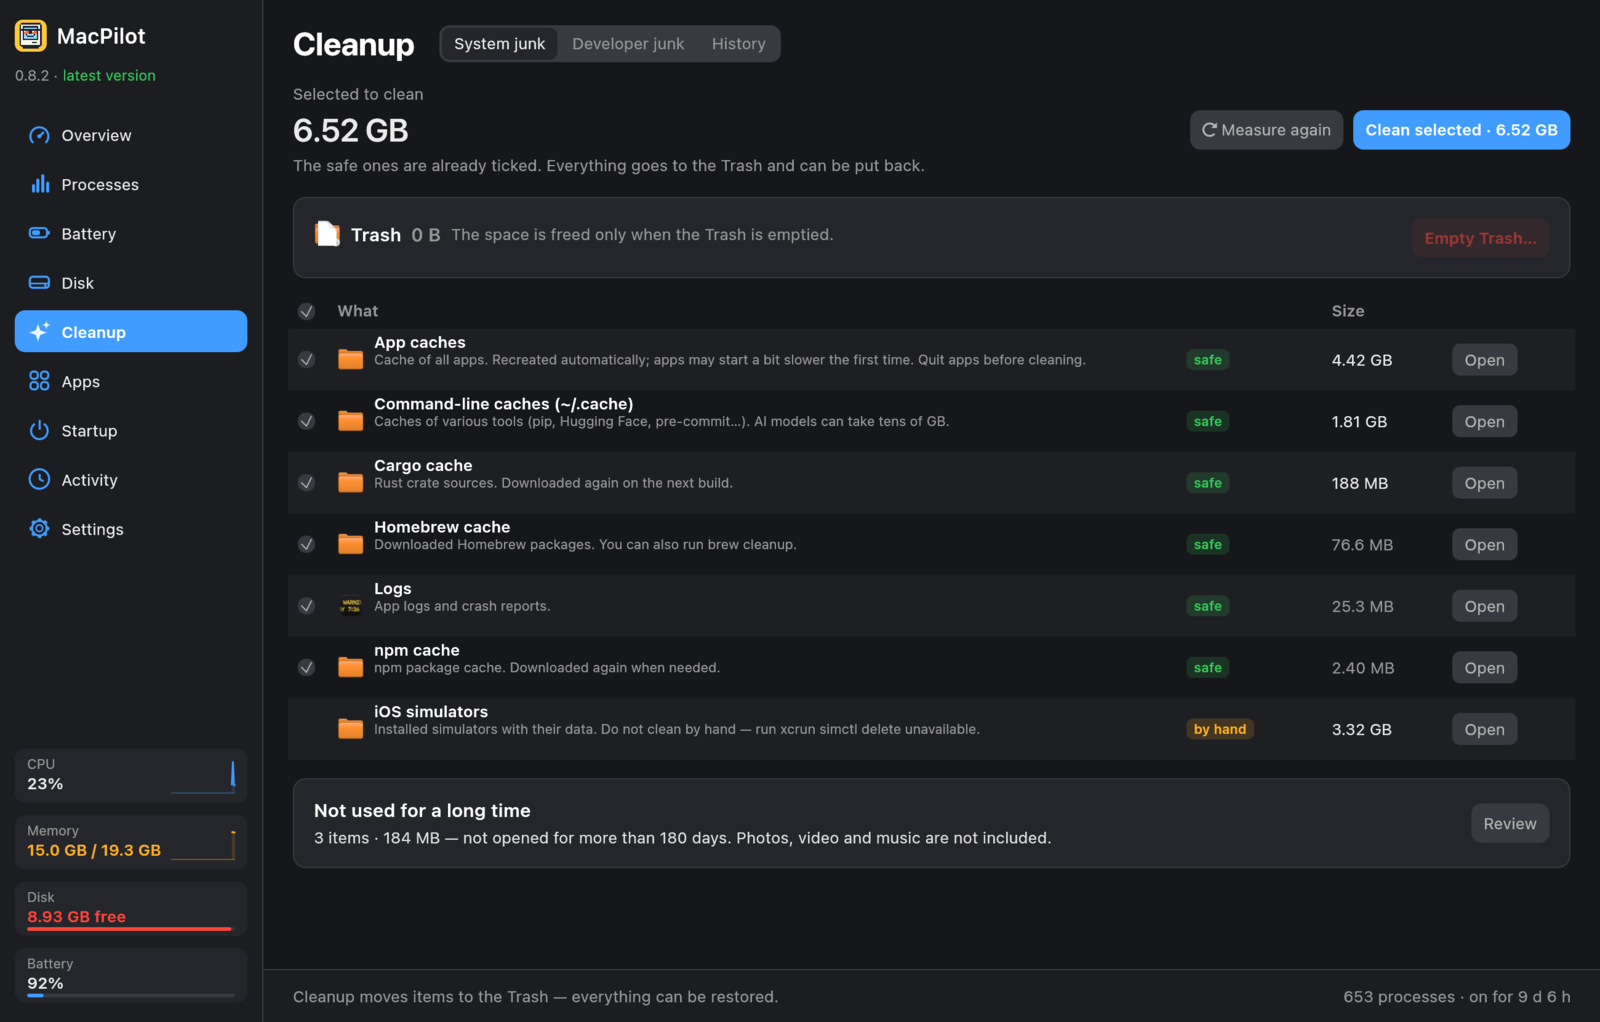 MacPilot
0.8.2 · latest version
Overview
Processes
Battery
Disk
Cleanup
Apps
Startup
Activity
Settings
CPU
23%
Memory
15.0 GB / 19.3 GB
Disk
8.93 GB free
Battery
92%
Cleanup
System junk
Developer junk
History
Selected to clean
6.52 GB
The safe ones are already ticked. Everything goes to the Trash and can be put back.
Measure again
Clean selected · 6.52 GB
Trash 0 B The space is freed only when the Trash is emptied.
Empty Trash...
What
Size
App caches
Cache of all apps. Recreated automatically; apps may start a bit slower the first time. Quit apps before cleaning.
safe
4.42 GB
Open
Command-line caches (~/.cache)
Caches of various tools (pip, Hugging Face, pre-commit...). AI models can take tens of GB.
safe
1.81 GB
Open
Cargo cache
Rust crate sources. Downloaded again on the next build.
safe
188 MB
Open
Homebrew cache
Downloaded Homebrew packages. You can also run brew cleanup.
safe
76.6 MB
Open
Logs
App logs and crash reports.
safe
25.3 MB
Open
npm cache
npm package cache. Downloaded again when needed.
safe
2.40 MB
Open
iOS simulators
Installed simulators with their data. Do not clean by hand — run xcrun simctl delete unavailable.
by hand
3.32 GB
Open
Not used for a long time
3 items · 184 MB — not opened for more than 180 days. Photos, video and music are not included.
Review
Cleanup moves items to the Trash — everything can be restored.
653 processes · on for 9 d 6 h